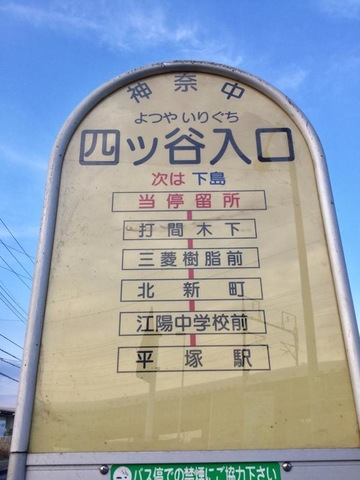 神奈中
よつや いりぐち
四ッ谷入口
次は 下島
当停留所
打間木下
三菱樹脂前
北新町
江陽中学校前
平塚駅
バス停での禁煙にご協力下さい